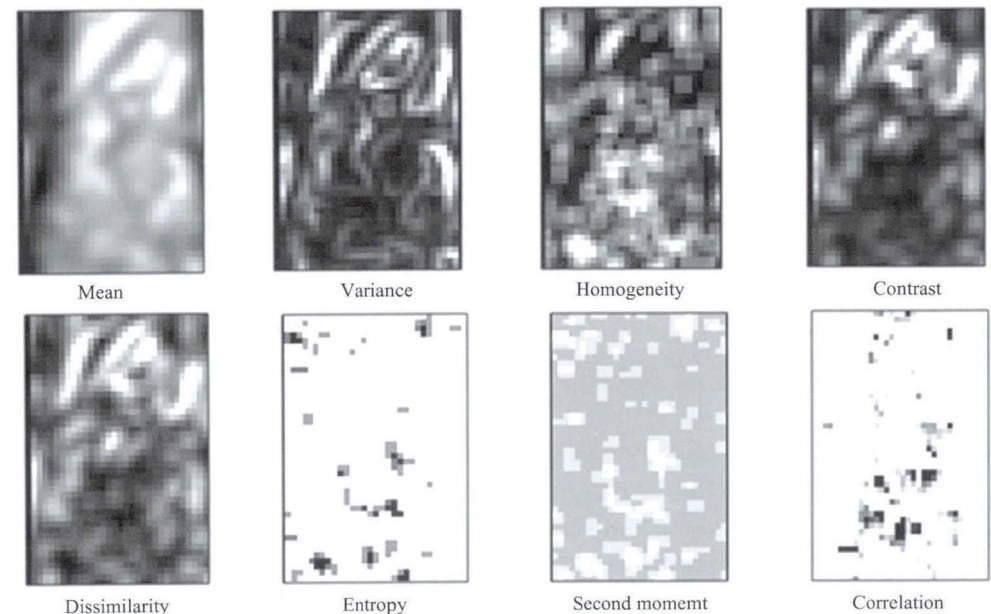 Mean
Variance
Homogeneity
Contrast
Dissimilarity
Entropy
Second momemt
Correlation